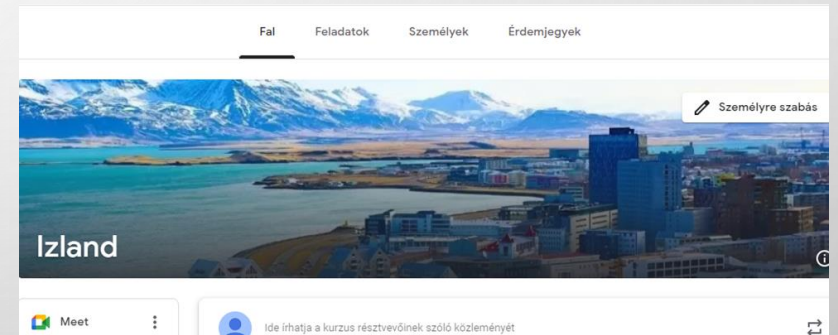 Fal Feladatok Személyek Érdemjegyek
Személyre szabás
Izland
Meet
Ide írhatja a kurzus résztvevőinek szóló közleményét